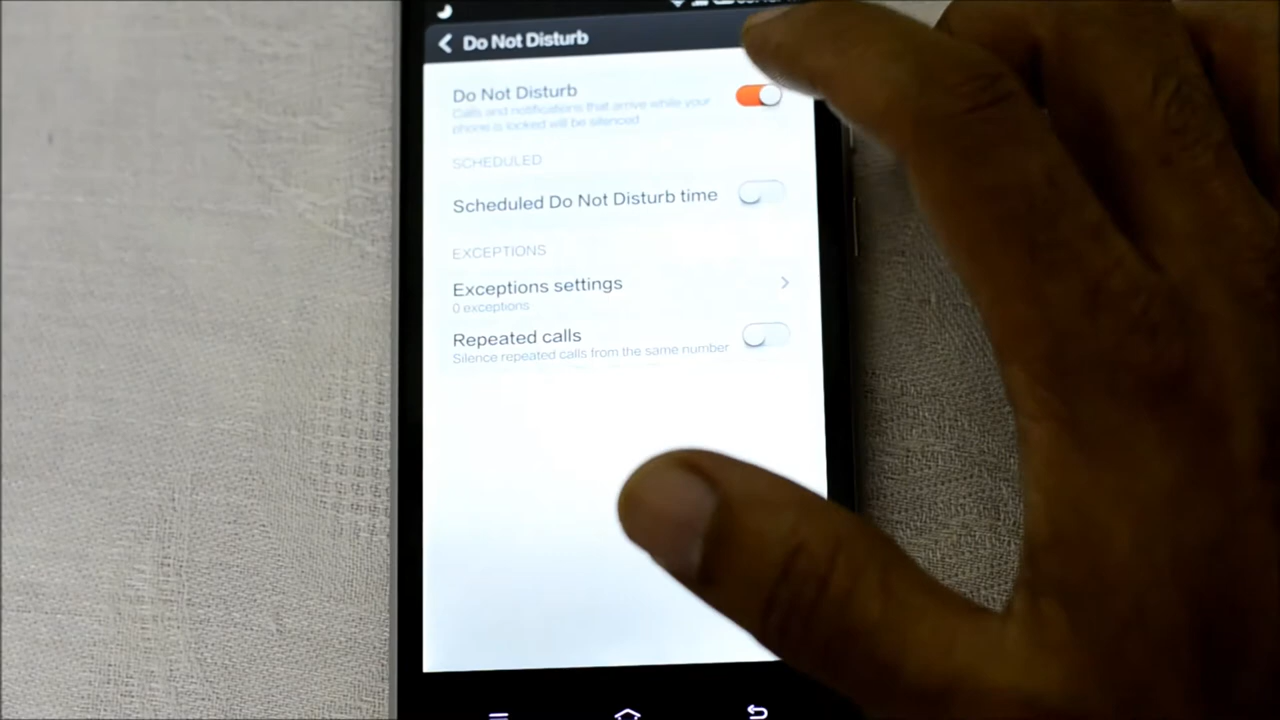 Do Not Disturb
Do Not Disturb
Calls and notifications that arrive while your
phone is locked will be silenced
SCHEDULED
Scheduled Do Not Disturb time
EXCEPTIONS
Exceptions settings
0 exceptions
Repeated calls
Silence repeated calls from the same number